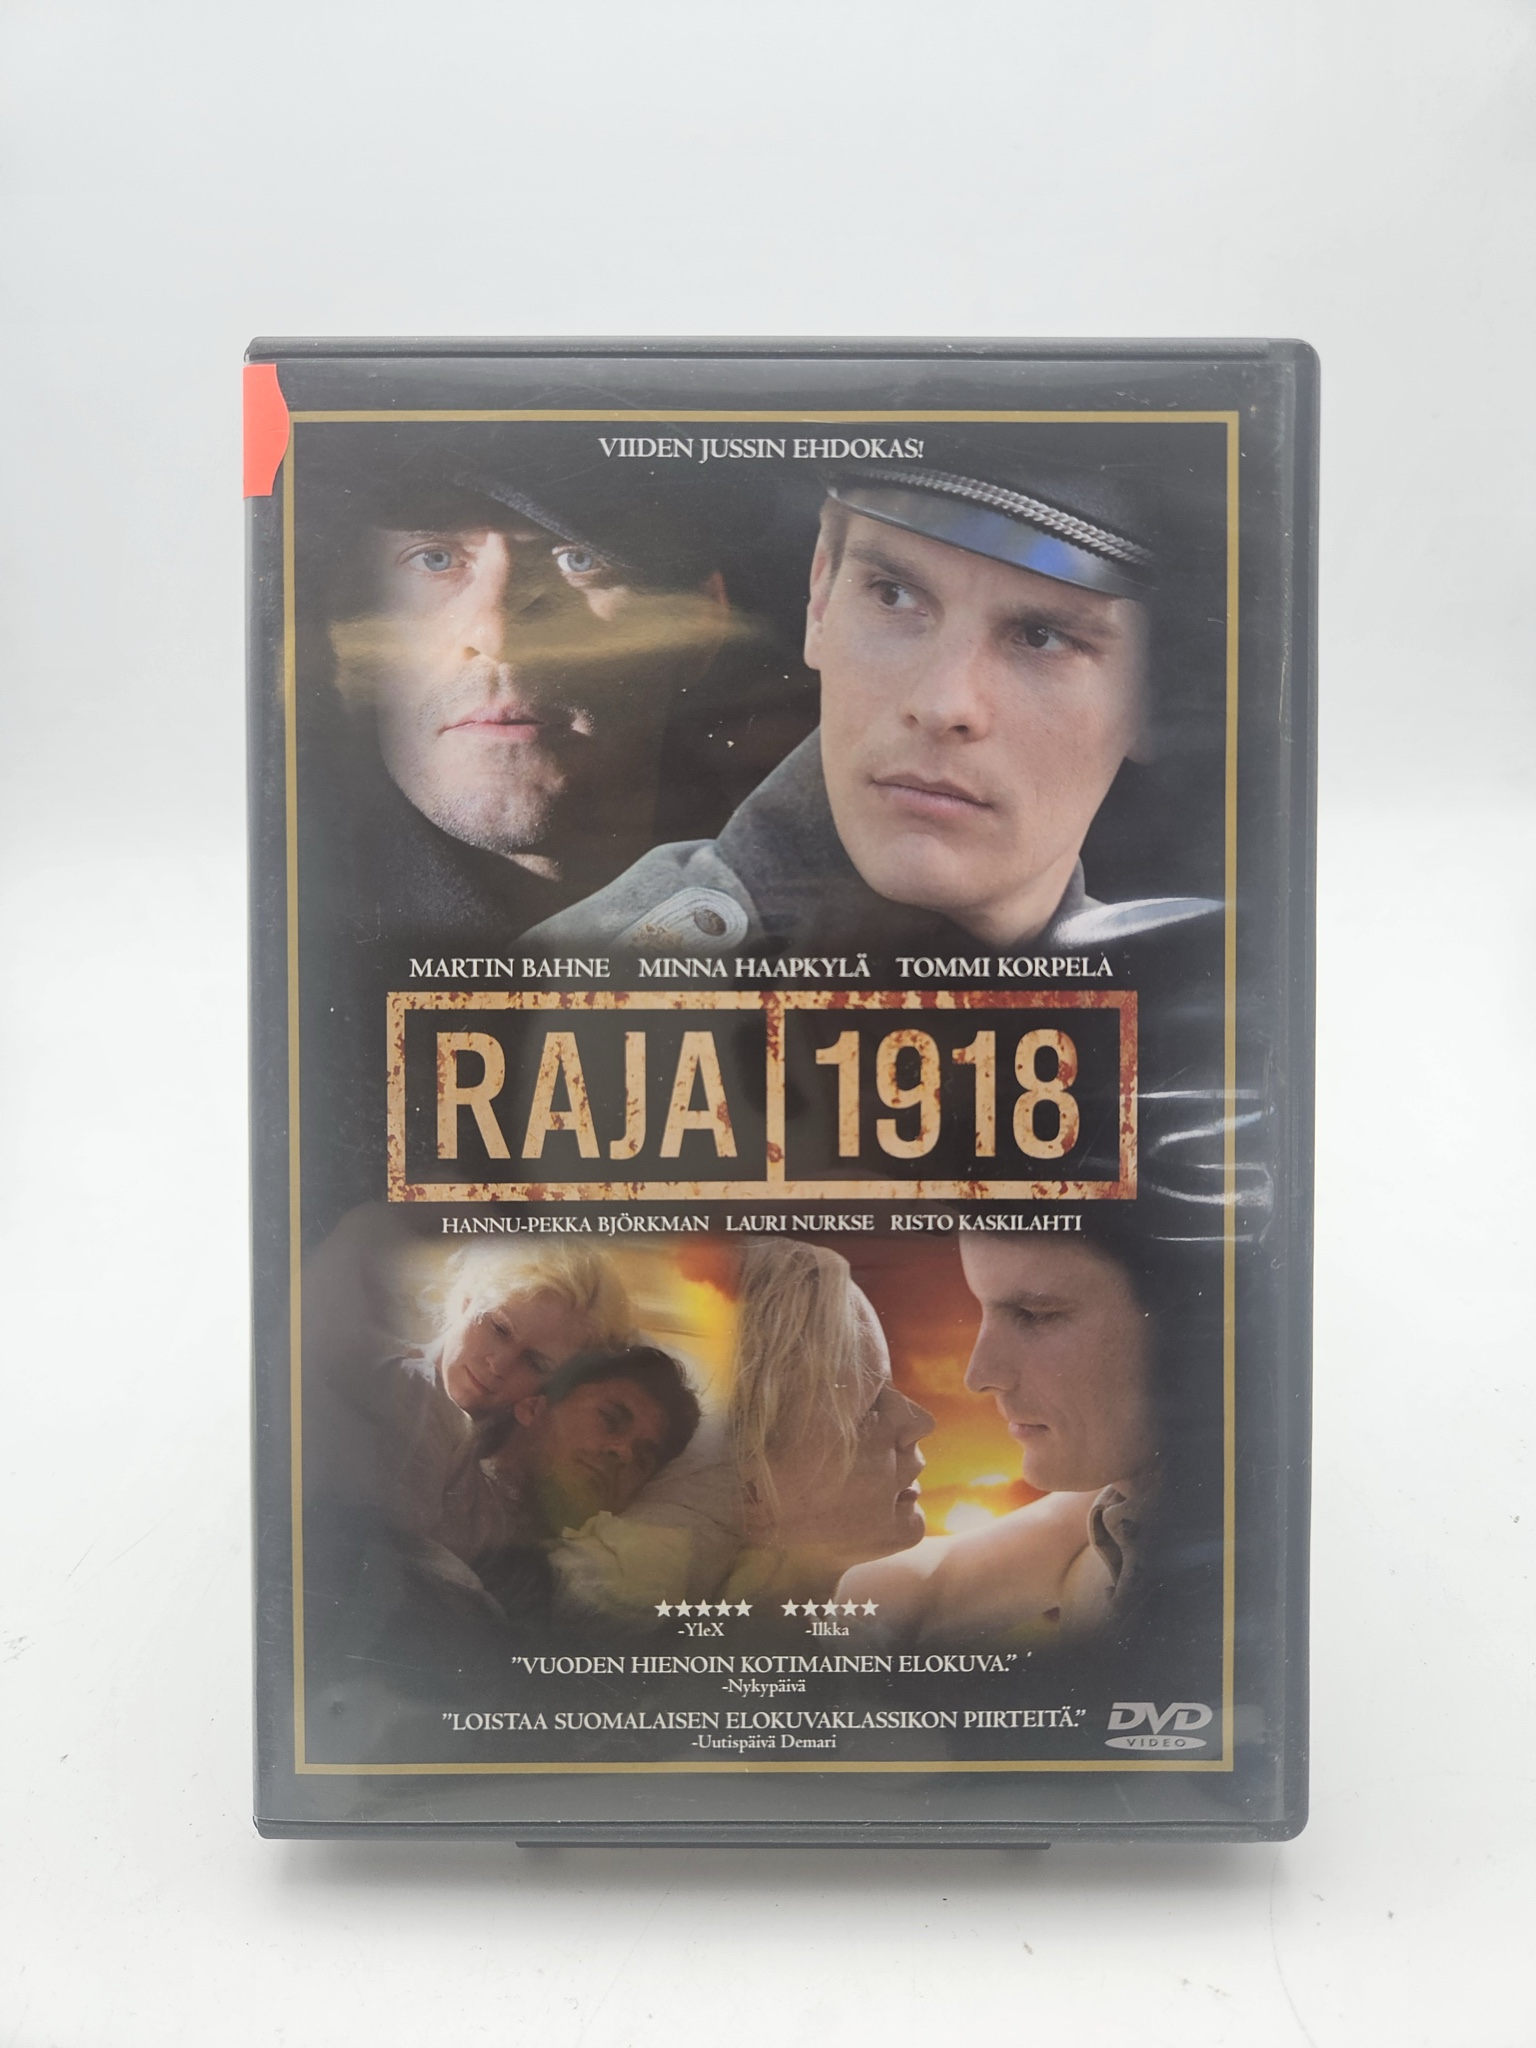 VIIDEN JUSSIN EHDOKAS!
MARTIN BAHNE MINNA HAAPKYLÄ TOMMI KORPELA
RAJA 1918
HANNU-PEKKA BJÖRKMAN LAURI NURKSE RISTO KASKILAHTI
-YleX -Ilkka
"VUODEN HIENOIN KOTIMAINEN ELOKUVA."
-Nykypäivä
"LOISTAA SUOMALAISEN ELOKUVAKLASSIKON PIIRTEITÄ."
-Uutispäivä Demari
DVD
VIDEO